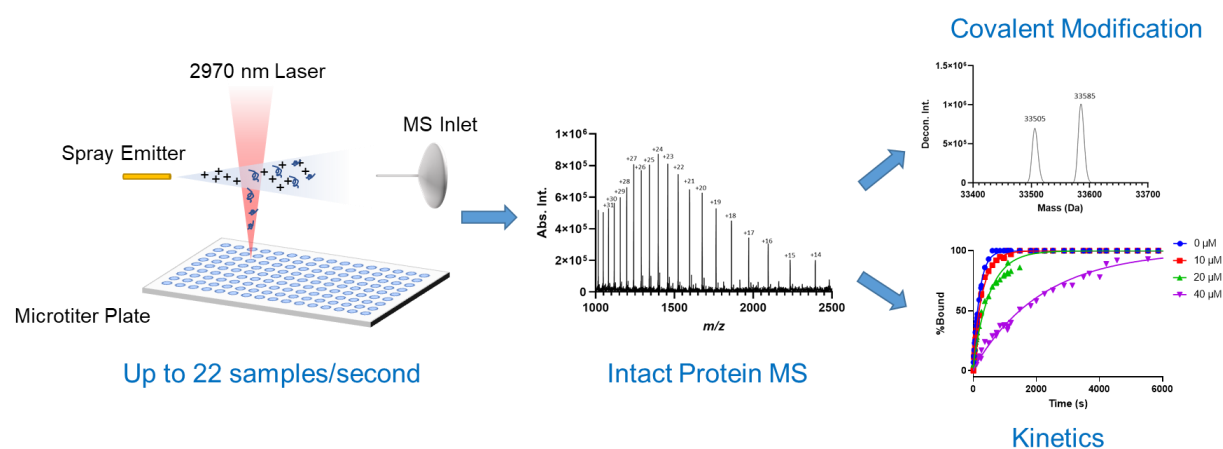 2970 nm Laser
Spray Emitter
MS Inlet
Microtiter Plate
Up to 22 samples/second
Abs. Int.
1×10⁶
8×10⁵
6×10⁵
4×10⁵
2×10⁵
0
+31
+30
+29
+28
+27
+26
+25
+24
+23
+22
+21
+20
+19
+18
+17
+16
+15
+14
1000
1500
2000
2500
m/z
Intact Protein MS
Covalent Modification
Decon. Int.
1.5×10⁶
1.0×10⁶
5.0×10⁵
0.0
33505
33585
33400
33500
33600
33700
Mass (Da)
%Bound
100
50
0
0
2000
4000
6000
Time (s)
0 µM
10 µM
20 µM
40 µM
Kinetics